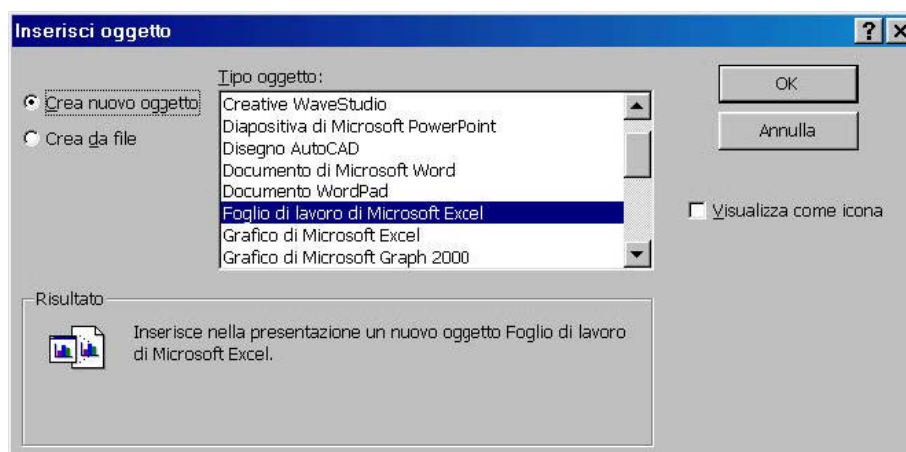 Inserisci oggetto
Tipo oggetto:
Crea nuovo oggetto
Crea da file
Creative WaveStudio
Diapositiva di Microsoft PowerPoint
Disegno AutoCAD
Documento di Microsoft Word
Documento WordPad
Foglio di lavoro di Microsoft Excel
Grafico di Microsoft Excel
Grafico di Microsoft Graph 2000
OK
Annulla
Visualizza come icona
Risultato
Inserisce nella presentazione un nuovo oggetto Foglio di lavoro
di Microsoft Excel.